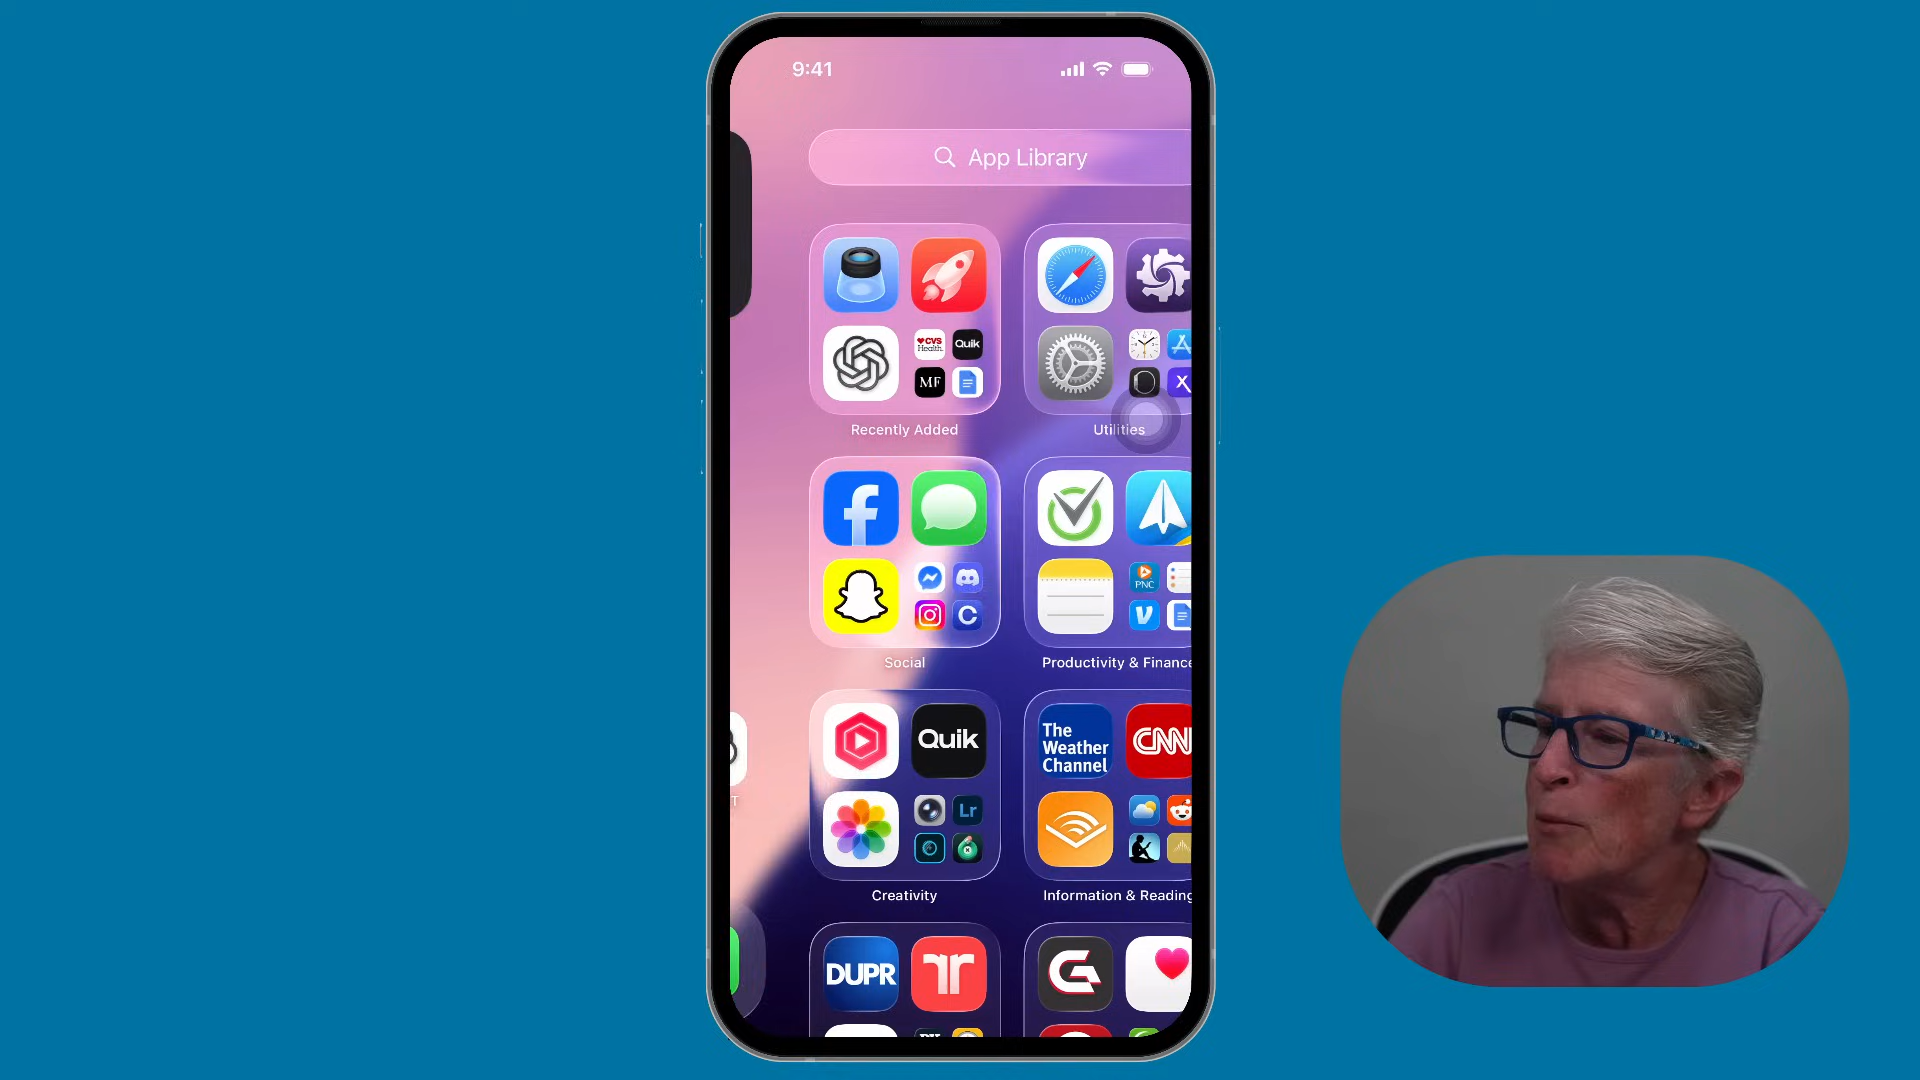 9:41
App Library
CVS
Health.
Quik
MF
X
Recently Added
Utilities
PNC
C
Social
Productivity & Finance
Quik
The
Weather
Channel
CNN
Lr
T
Creativity
Information & Reading
DUPR